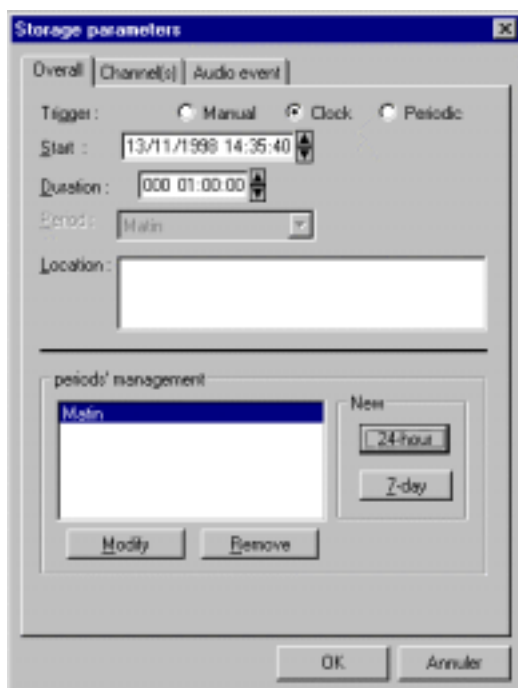 Storage parameters
Overall Channel(s) Audio event
Trigger : Manual Clock Periodic
Start : 13/11/1998 14:35:40
Duration : 000 01:00:00
Period : Matin
Location :
periods' management
Matin
New
24-hour
7-day
Modify Remove
OK Annuler